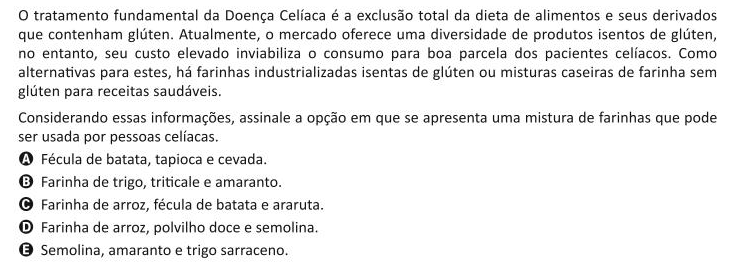 O tratamento fundamental da Doença Celíaca é a exclusão total da dieta de alimentos e seus derivados
que contenham glúten. Atualmente, o mercado oferece uma diversidade de produtos isentos de glúten,
no entanto, seu custo elevado inviabiliza o consumo para boa parcela dos pacientes celíacos. Como
alternativas para estes, há farinhas industrializadas isentas de glúten ou misturas caseiras de farinha sem
glúten para receitas saudáveis.
Considerando essas informações, assinale a opção em que se apresenta uma mistura de farinhas que pode
ser usada por pessoas celíacas.
A Fécula de batata, tapioca e cevada.
B Farinha de trigo, triticale e amaranto.
C Farinha de arroz, fécula de batata e araruta.
D Farinha de arroz, polvilho doce e semolina.
E Semolina, amaranto e trigo sarraceno.